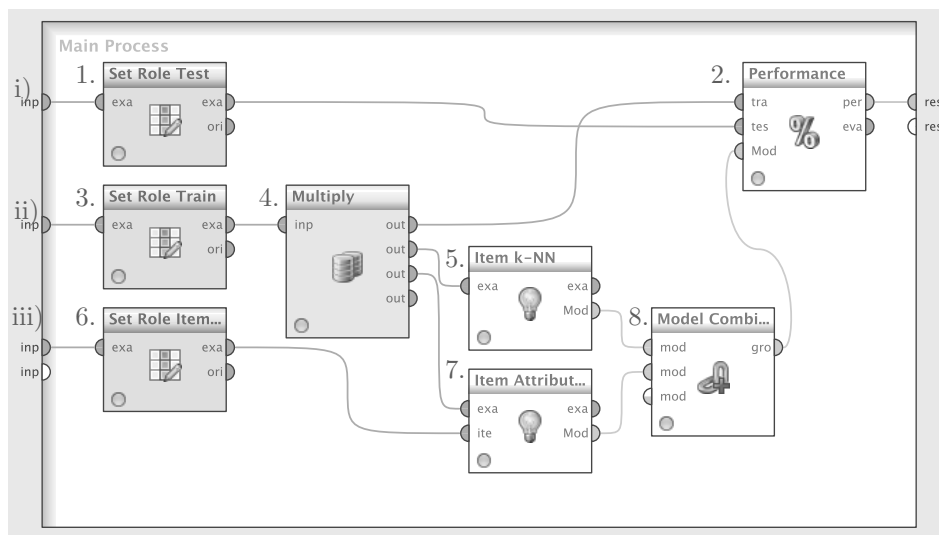 Main Process
i)
inp
1.
Set Role Test
exa
exa
ori
2.
Performance
tra
tes
Mod
per
eva
res
res
ii)
inp
3.
Set Role Train
exa
exa
ori
4.
Multiply
inp
out
out
out
out
5.
Item k-NN
exa
exa
Mod
iii)
inp
inp
6.
Set Role Item...
exa
exa
ori
7.
Item Attribut...
exa
ite
exa
Mod
8.
Model Combi...
mod
mod
mod
gro